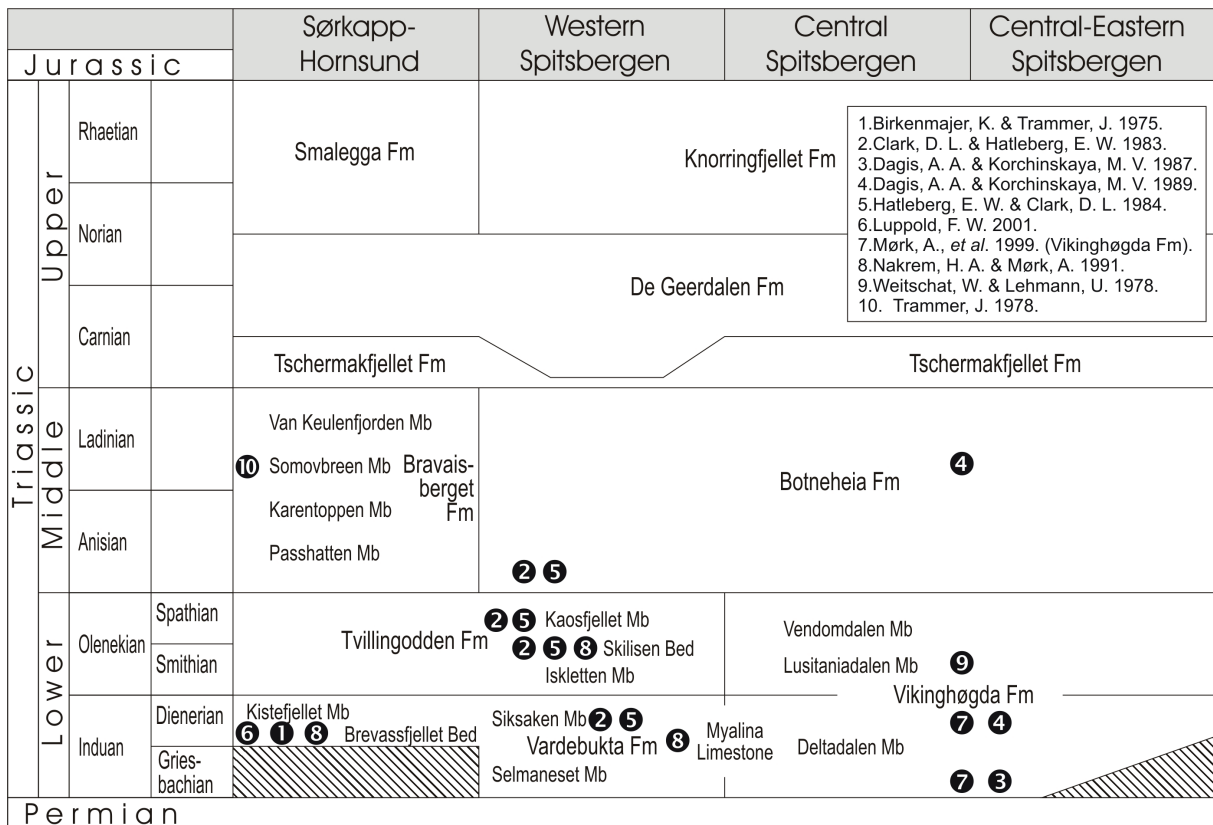 Sørkapp-
Hornsund
Western
Spitsbergen
Central
Spitsbergen
Central-Eastern
Spitsbergen
Jurassic
Triassic
Upper
Rhaetian
Smalegga Fm
Knorringfjellet Fm
1.Birkenmajer, K. & Trammer, J. 1975.
2.Clark, D. L. & Hatleberg, E. W. 1983.
3.Dagis, A. A. & Korchinskaya, M. V. 1987.
4.Dagis, A. A. & Korchinskaya, M. V. 1989.
5.Hatleberg, E. W. & Clark, D. L. 1984.
6.Luppold, F. W. 2001.
7.Mørk, A., et al. 1999. (Vikinghøgda Fm).
8.Nakrem, H. A. & Mørk, A. 1991.
9.Weitschat, W. & Lehmann, U. 1978.
10. Trammer, J. 1978.
Norian
De Geerdalen Fm
Carnian
Tschermakfjellet Fm
Tschermakfjellet Fm
Middle
Ladinian
Van Keulenfjorden Mb
10 Somovbreen Mb
Bravais-
berget
Fm
Karentoppen Mb
Botneheia Fm
4
Anisian
Passhatten Mb
2 5
Lower
Olenekian
Spathian
Smithian
Tvillingodden Fm
2 5 Kaosfjellet Mb
2 5 8 Skilisen Bed
Iskletten Mb
Vendomdalen Mb
Lusitaniadalen Mb 9
Vikinghøgda Fm
Induan
Dienerian
Kistefjellet Mb
6 1 8 Brevassfjellet Bed
Siksaken Mb 2 5
Vardebukta Fm 8
Myalina
Limestone
7 4
Deltadalen Mb
Gries-
bachian
Selmaneset Mb
7 3
Permian